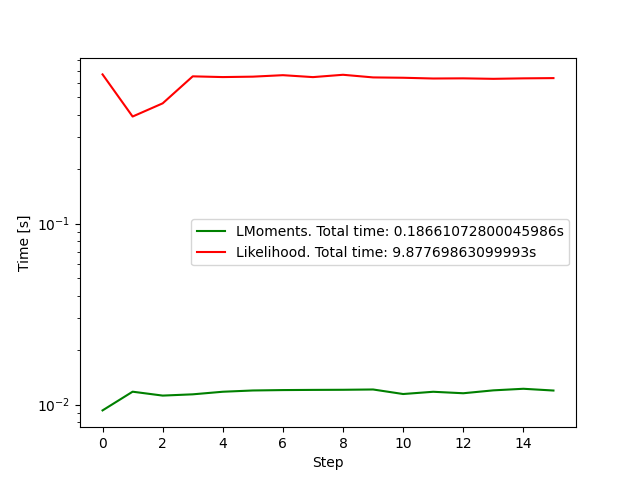 10⁻¹
10⁻²
Time [s]
LMoments. Total time: 0.18661072800045986s
Likelihood. Total time: 9.87769863099993s
0 2 4 6 8 10 12 14
Step